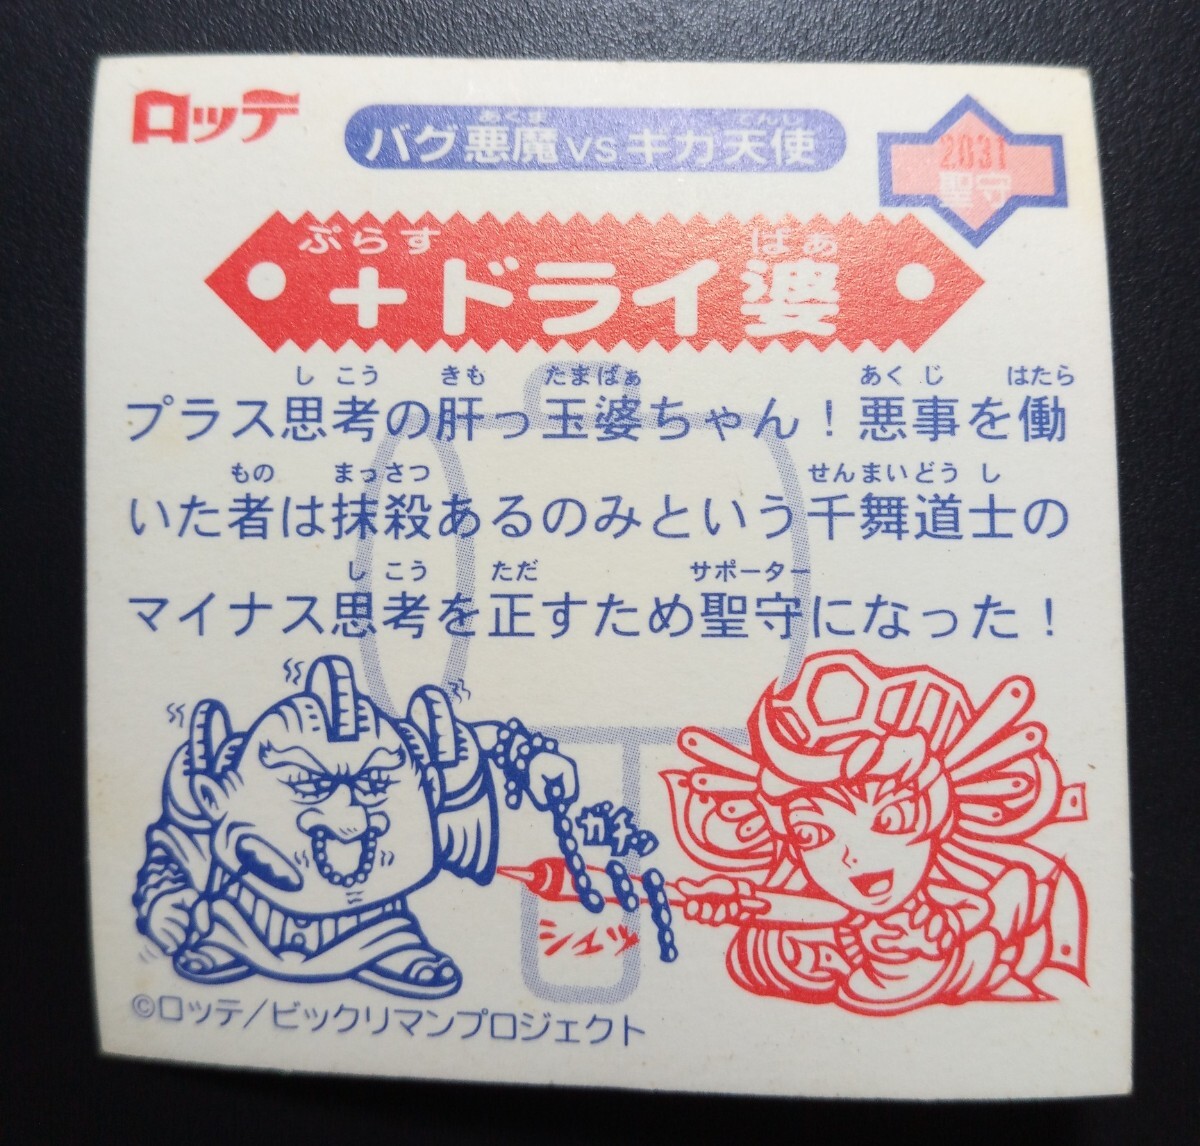 ロッテ
バグ悪魔vsキカ天使
あくま
てんし
2031
聖守
ぷらす ばあ
+ドライ婆
しこう きも たまばぁ あくじ はたら
プラス思考の肝っ玉婆ちゃん！悪事を働
もの まっさつ せんまいどうし
いた者は抹殺あるのみという千舞道士の
しこう ただ サポーター
マイナス思考を正すため聖守になった！
ガチッ
シュッ
©ロッテ/ビックリマンプロジェクト